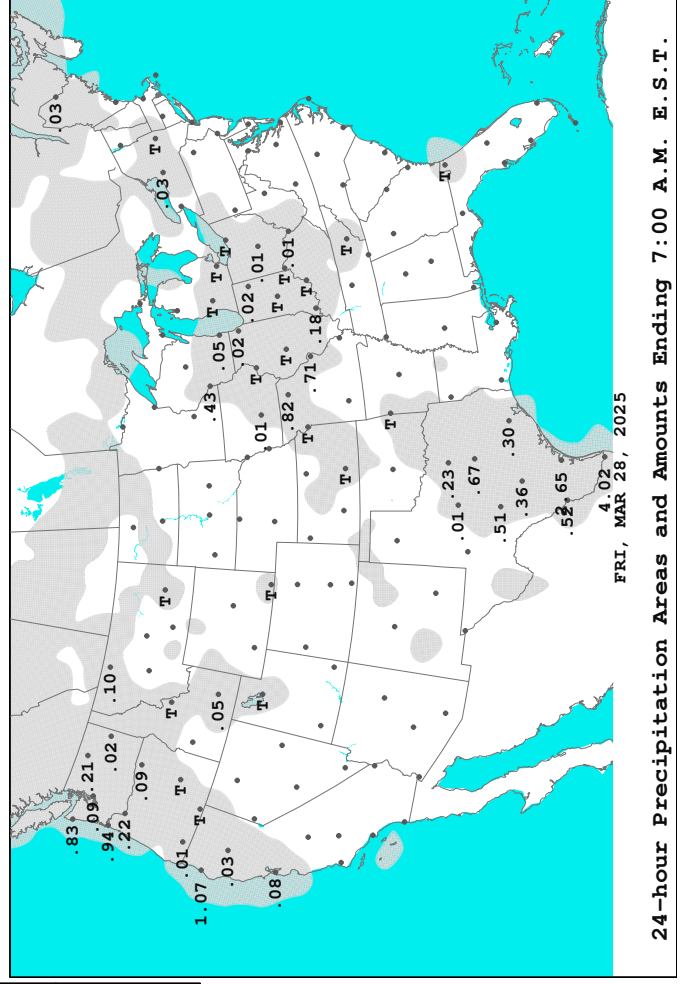 .03
.83
.21
.09
.94
.10
.02
.22
.09
T
.03
T
T
T
.01
T
1.07
.43
T
T
.05
.05
T
.03
.02
.02
T
.01
.01
T
T
.08
T
T
T
.82
.01
T
T
.71
.18
T
T
T
T
.23
.01
.67
.51
.30
.36
2.65
.52
4.02
FRI, MAR 28, 2025
24-hour Precipitation Areas and Amounts Ending 7:00 A.M. E.S.T.